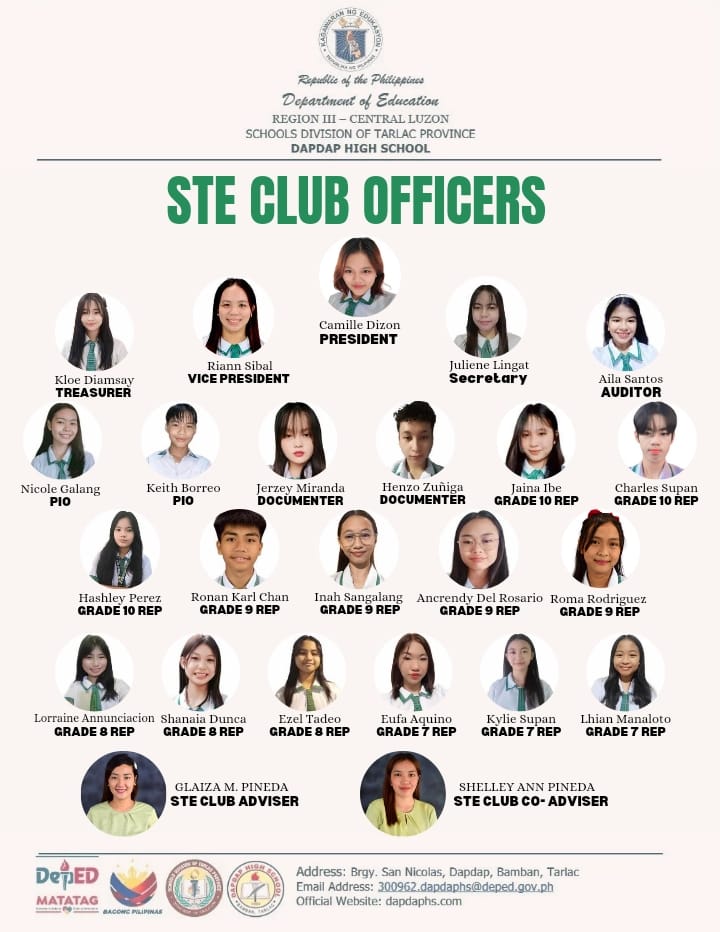 KAGAWARAN NG EDUKASYON
REPUBLIKA NG PILIPINAS
Republic of the Philippines
Department of Education
REGION III – CENTRAL LUZON
SCHOOLS DIVISION OF TARLAC PROVINCE
DAPDAP HIGH SCHOOL
STE CLUB OFFICERS
Camille Dizon
PRESIDENT
Kloe Diamsay
TREASURER
Riann Sibal
VICE PRESIDENT
Juliene Lingat
Secretary
Aila Santos
AUDITOR
Nicole Galang
PIO
Keith Borreo
PIO
Jerzey Miranda
DOCUMENTER
Henzo Zuñiga
DOCUMENTER
Jaina Ibe
GRADE 10 REP
Charles Supan
GRADE 10 REP
Hashley Perez
GRADE 10 REP
Ronan Karl Chan
GRADE 9 REP
Inah Sangalang
GRADE 9 REP
Ancrendy Del Rosario
GRADE 9 REP
Roma Rodriguez
GRADE 9 REP
Lorraine Annunciacion
GRADE 8 REP
Shanaia Dunca
GRADE 8 REP
Ezel Tadeo
GRADE 8 REP
Eufa Aquino
GRADE 7 REP
Kylie Supan
GRADE 7 REP
Lhian Manaloto
GRADE 7 REP
GLAIZA M. PINEDA
STE CLUB ADVISER
SHELLEY ANN PINEDA
STE CLUB CO- ADVISER
DepED
MATATAG
BAGONG PILIPINAS
DAPDAP HIGH SCHOOL
BAMBAN, TARLAC
Address: Brgy. San Nicolas, Dapdap, Bamban, Tarlac
Email Address: 300962.dapdaphs@deped.gov.ph
Official Website: dapdaphs.com